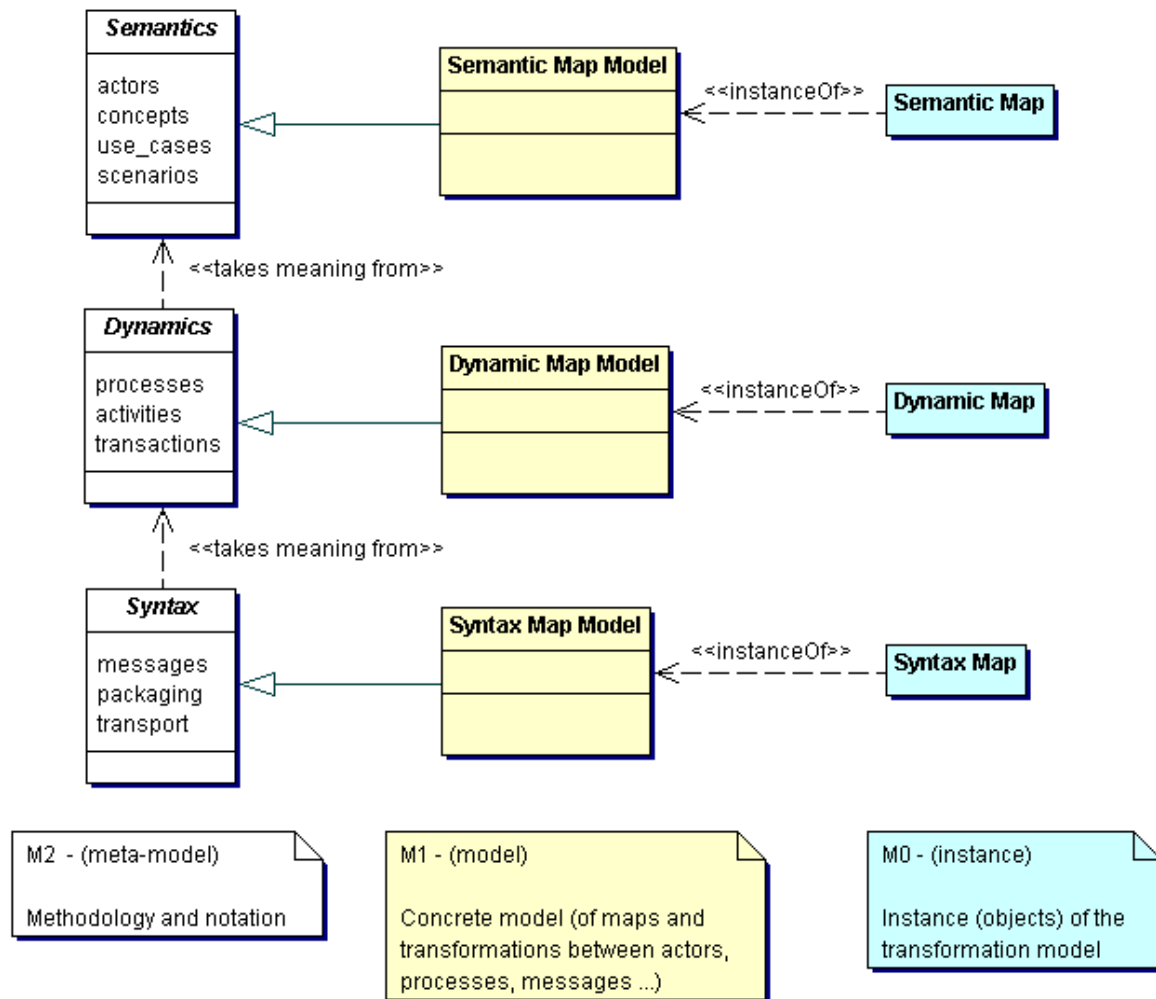 Semantics
actors
concepts
use_cases
scenarios
Semantic Map Model
<<instanceOf>>
Semantic Map
<<takes meaning from>>
Dynamics
processes
activities
transactions
Dynamic Map Model
<<instanceOf>>
Dynamic Map
<<takes meaning from>>
Syntax
messages
packaging
transport
Syntax Map Model
<<instanceOf>>
Syntax Map
M2 - (meta-model)
Methodology and notation
M1 - (model)
Concrete model (of maps and
transformations between actors,
processes, messages ...)
M0 - (instance)
Instance (objects) of the
transformation model